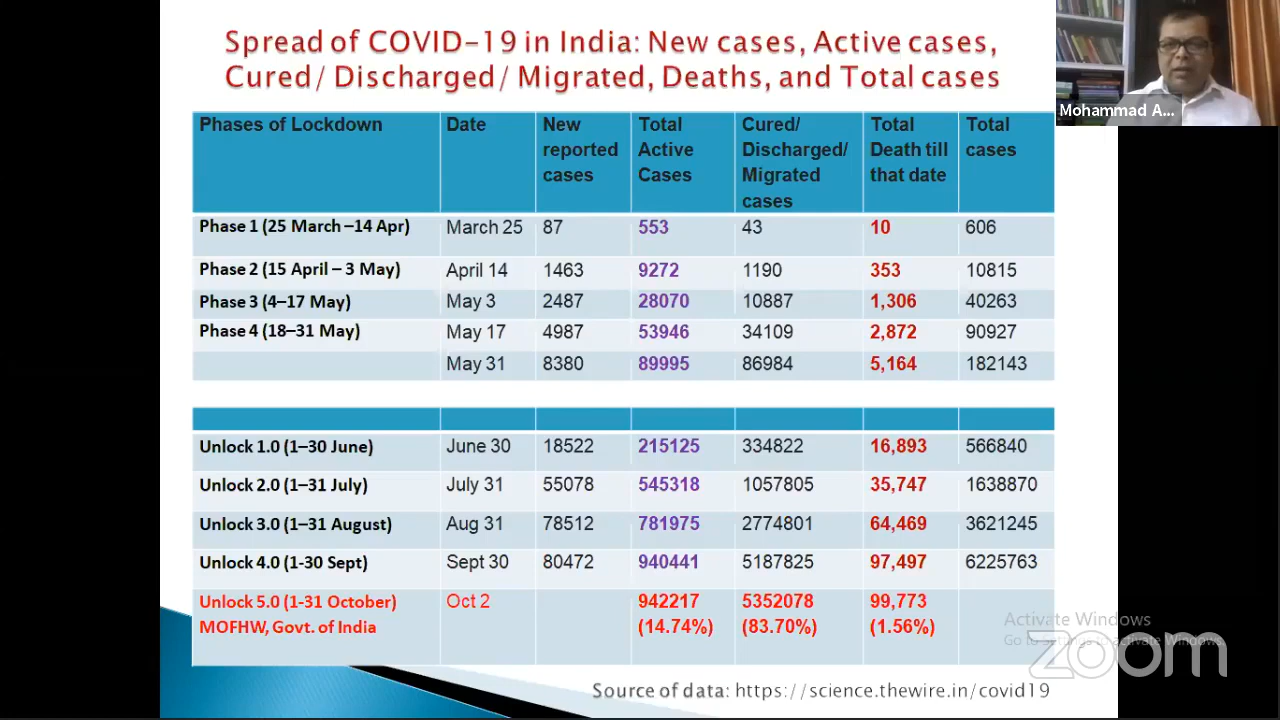 Spread of COVID-19 in India: New cases, Active cases,
Cured/ Discharged/ Migrated, Deaths, and Total cases
Mohammad A...
Phases of Lockdown Date New reported cases Total Active Cases Cured/ Discharged/ Migrated cases Total Death till that date Total cases
Phase 1 (25 March –14 Apr) March 25 87 553 43 10 606
Phase 2 (15 April – 3 May) April 14 1463 9272 1190 353 10815
Phase 3 (4–17 May) May 3 2487 28070 10887 1,306 40263
Phase 4 (18–31 May) May 17 4987 53946 34109 2,872 90927
May 31 8380 89995 86984 5,164 182143
Unlock 1.0 (1–30 June) June 30 18522 215125 334822 16,893 566840
Unlock 2.0 (1–31 July) July 31 55078 545318 1057805 35,747 1638870
Unlock 3.0 (1–31 August) Aug 31 78512 781975 2774801 64,469 3621245
Unlock 4.0 (1-30 Sept) Sept 30 80472 940441 5187825 97,497 6225763
Unlock 5.0 (1-31 October) Oct 2 942217 5352078 99,773
MOFHW, Govt. of India (14.74%) (83.70%) (1.56%)
Activate Windows
Go to Settings to activate Windows.
zoom
Source of data: https://science.thewire.in/covid19